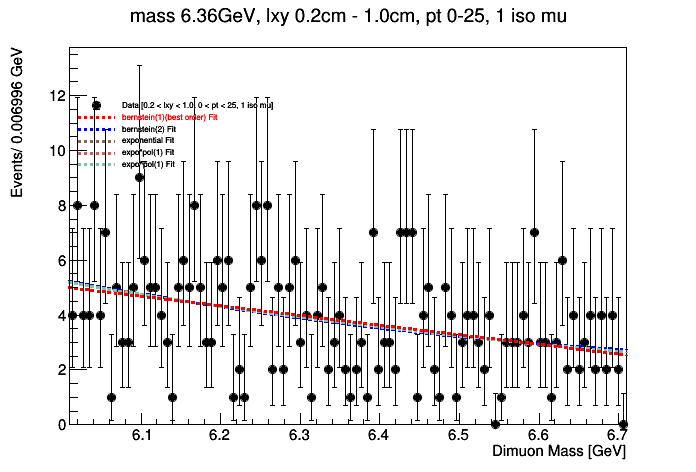 mass 6.36GeV, lxy 0.2cm - 1.0cm, pt 0-25, 1 iso mu
Events/ 0.006996 GeV
12
10
8
6
4
2
0
Data [0.2 < lxy < 1.0, 0 < pt < 25, 1 iso mu]
bernstein(1)(best order) Fit
bernstein(2) Fit
exponential Fit
expo*pol(1) Fit
expo*pol(1) Fit
6.1 6.2 6.3 6.4 6.5 6.6 6.7
Dimuon Mass [GeV]